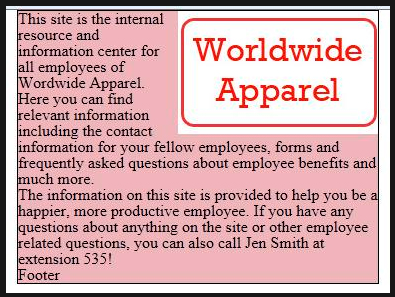 This site is the internal
resource and
information center for
all employees of
Wordwide Apparel.
Here you can find
relevant information
including the contact
Worldwide
Apparel
information for your fellow employees, forms and
frequently asked questions about employee benefits and
much more.
The information on this site is provided to help you be a
happier, more productive employee. If you have any
questions about anything on the site or other employee
related questions, you can also call Jen Smith at
extension 535!
Footer